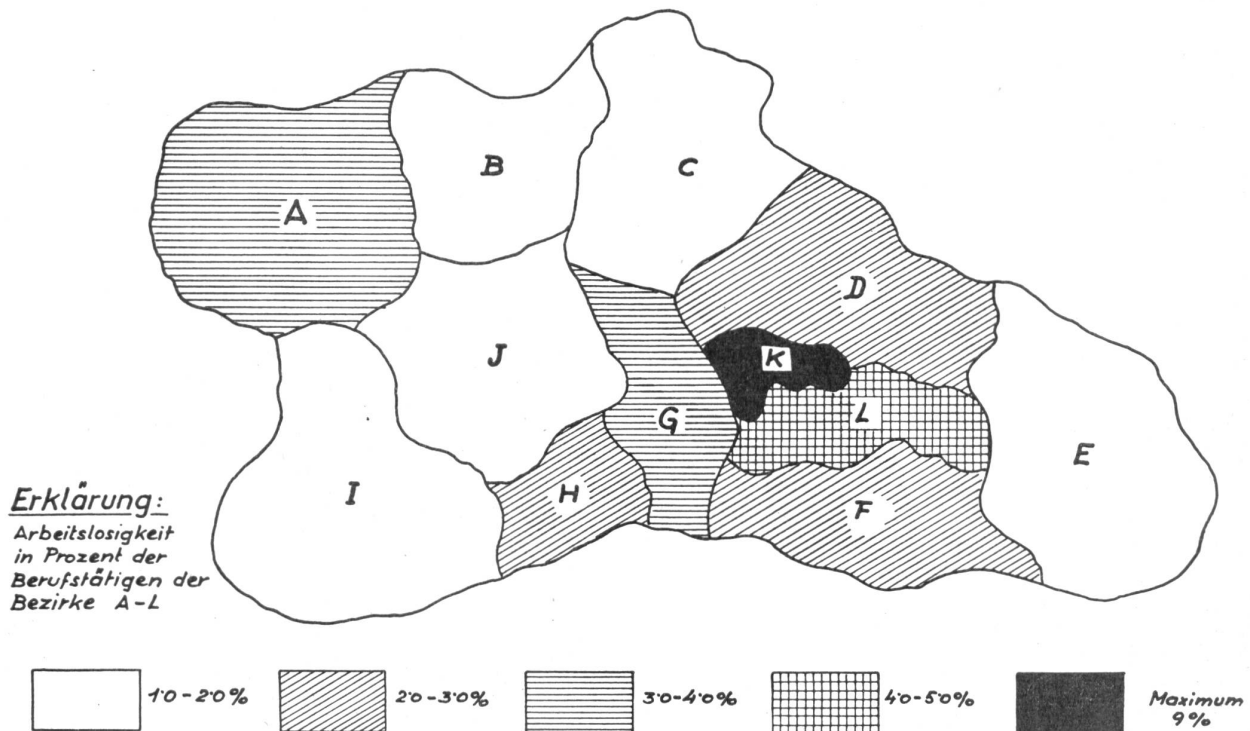 A
B
C
D
J
K
G
L
E
I
H
F
Erklärung:
Arbeitslosigkeit
in Prozent der
Berufstätigen der
Bezirke A-L
1·0-2·0%
2·0-3·0%
3·0-4·0%
4·0-5·0%
Maximum
9%